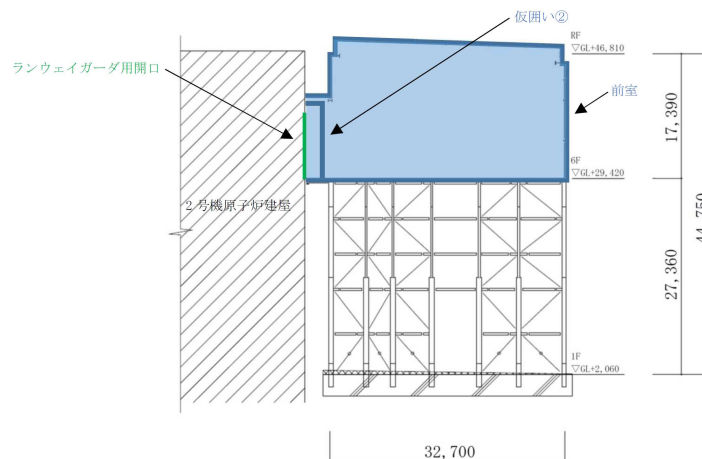 仮囲い②
RF
▽GL+46,810
ランウェイガーダ用開口
前室
17,390
6F
▽GL+29,420
2号機原子炉建屋
44,750
27,360
1F
▽GL+2,060
32,700